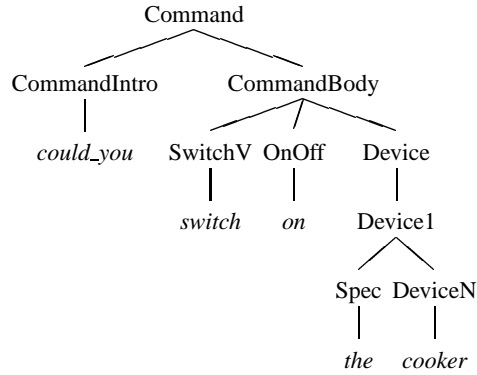 Command
CommandIntro CommandBody
could_you SwitchV OnOff Device
switch on Device1
Spec DeviceN
the cooker